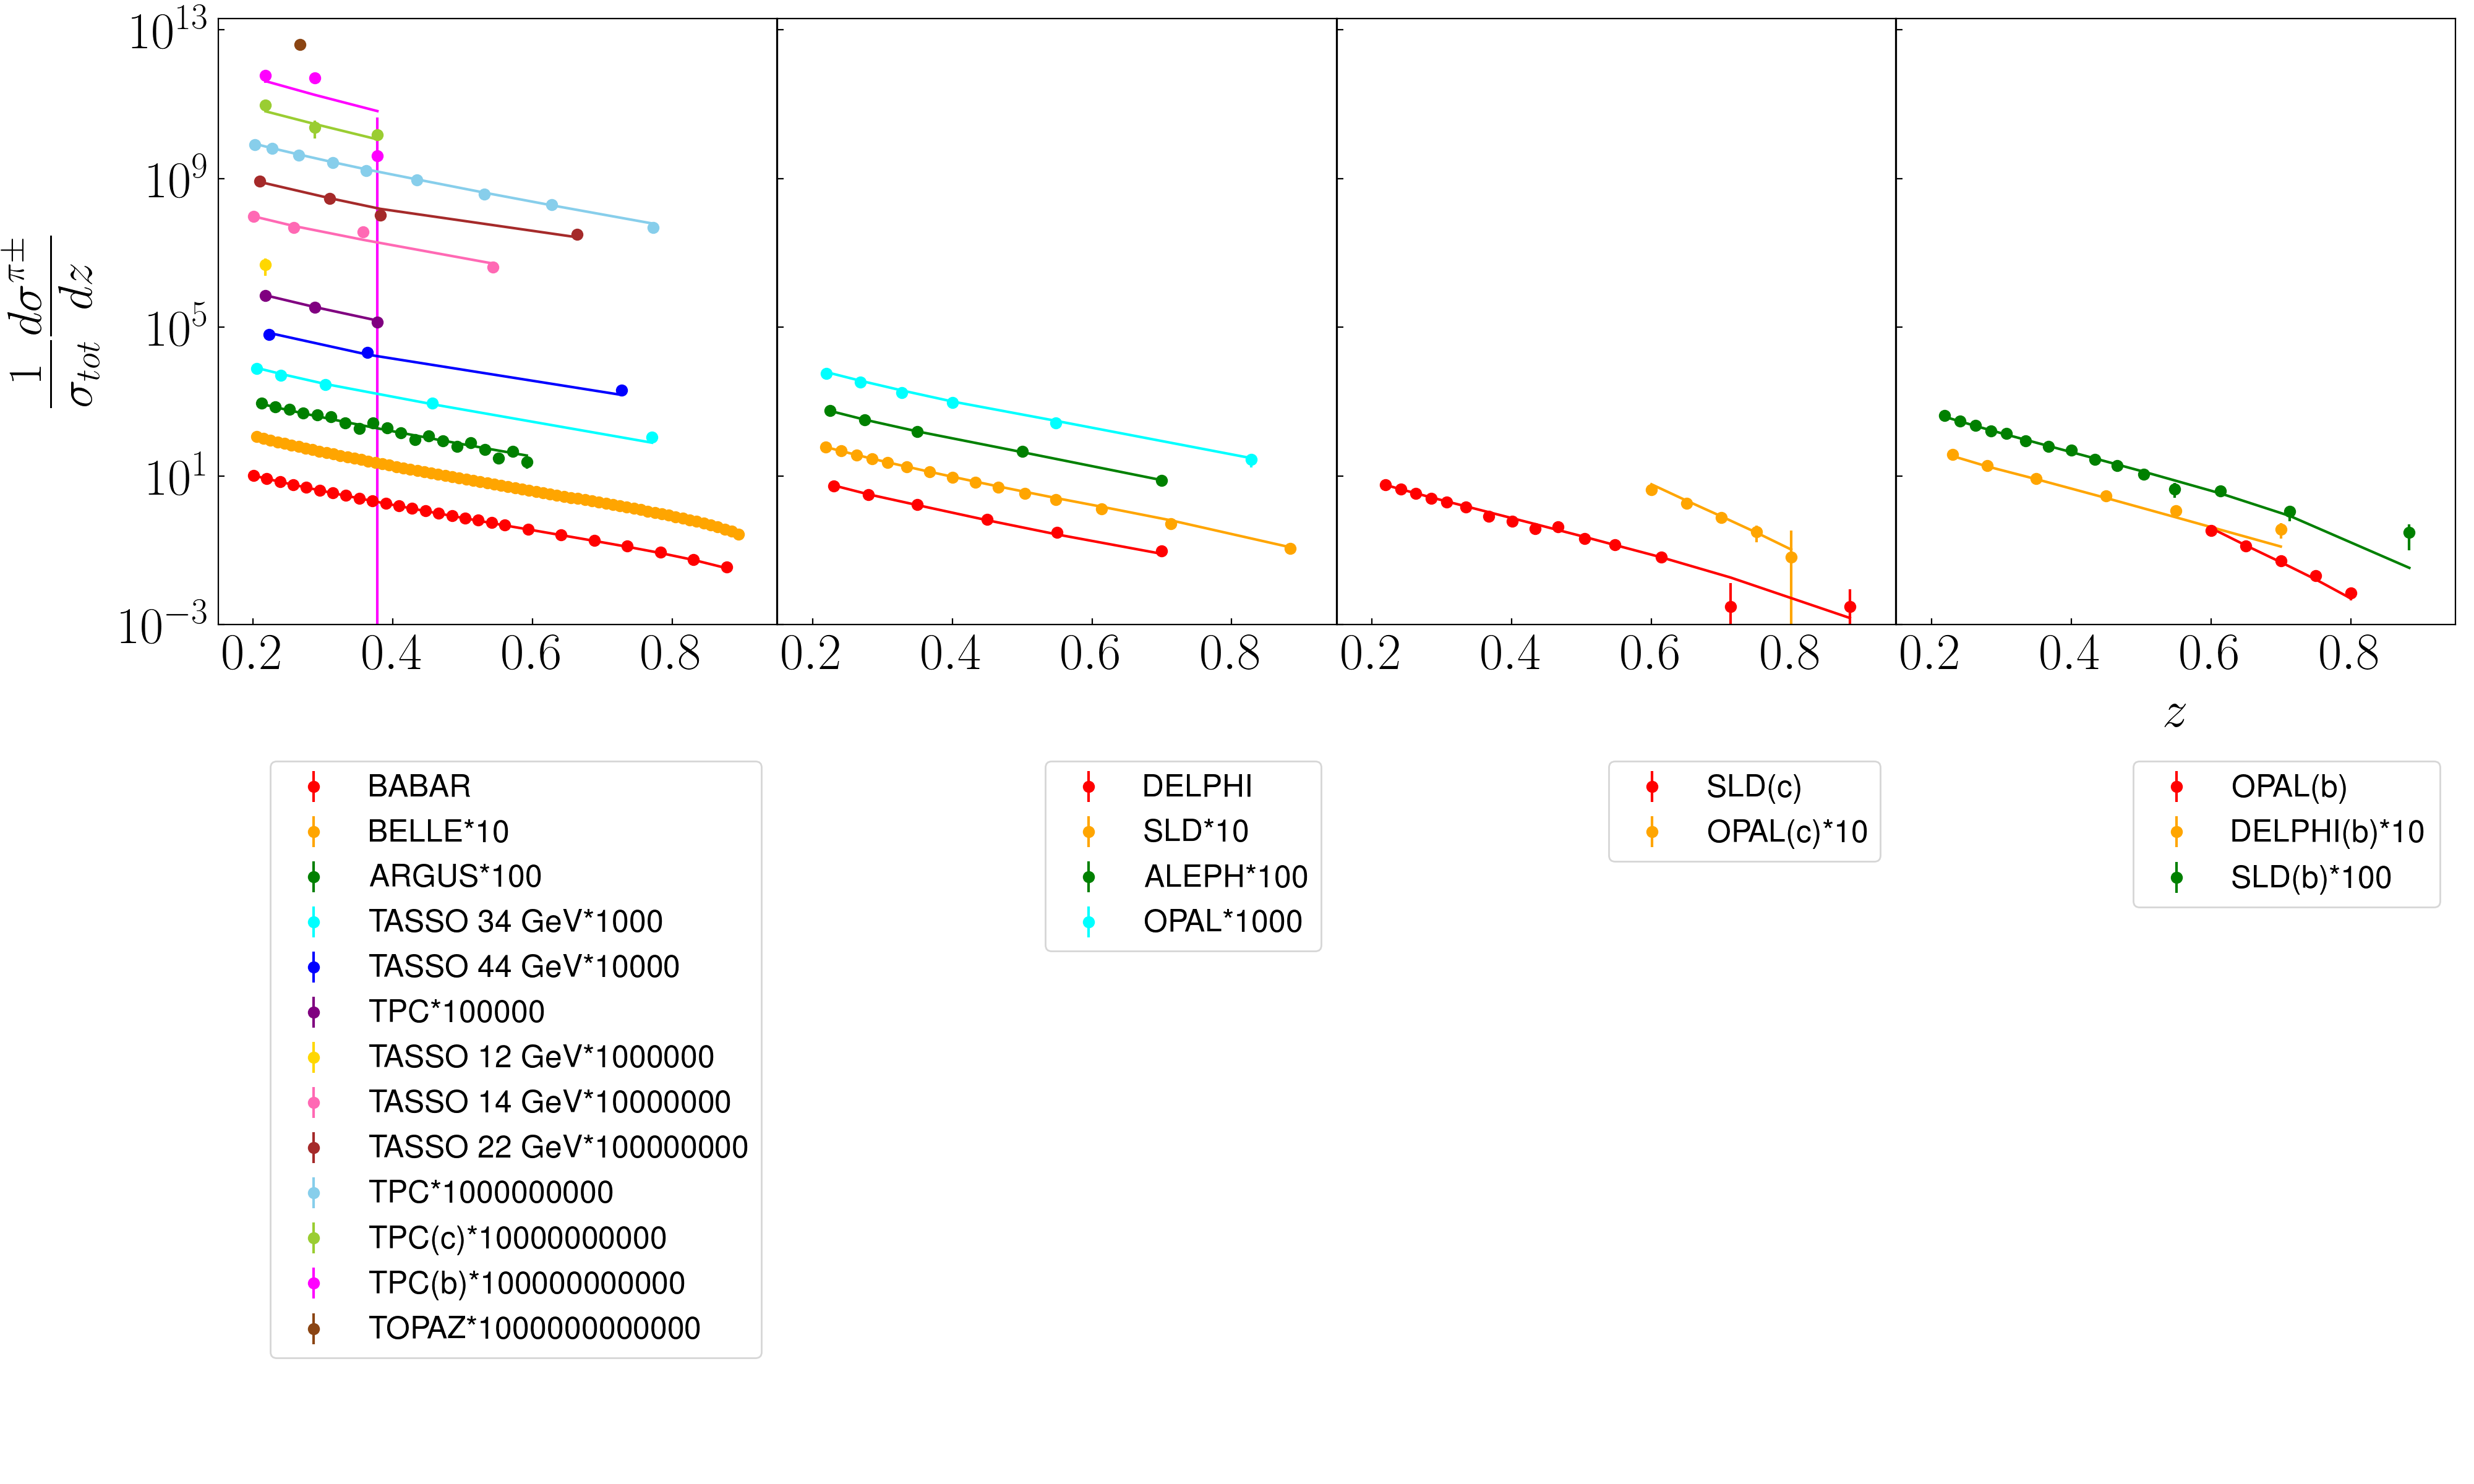 10^13
10^9
10^5
10^1
10^−3
1/σ_tot dσ^π±/dz
0.2 0.4 0.6 0.8 0.2 0.4 0.6 0.8 0.2 0.4 0.6 0.8 0.2 0.4 0.6 0.8
z
BABAR
BELLE*10
ARGUS*100
TASSO 34 GeV*1000
TASSO 44 GeV*10000
TPC*100000
TASSO 12 GeV*1000000
TASSO 14 GeV*10000000
TASSO 22 GeV*100000000
TPC*1000000000
TPC(c)*10000000000
TPC(b)*100000000000
TOPAZ*1000000000000
DELPHI
SLD*10
ALEPH*100
OPAL*1000
SLD(c)
OPAL(c)*10
OPAL(b)
DELPHI(b)*10
SLD(b)*100